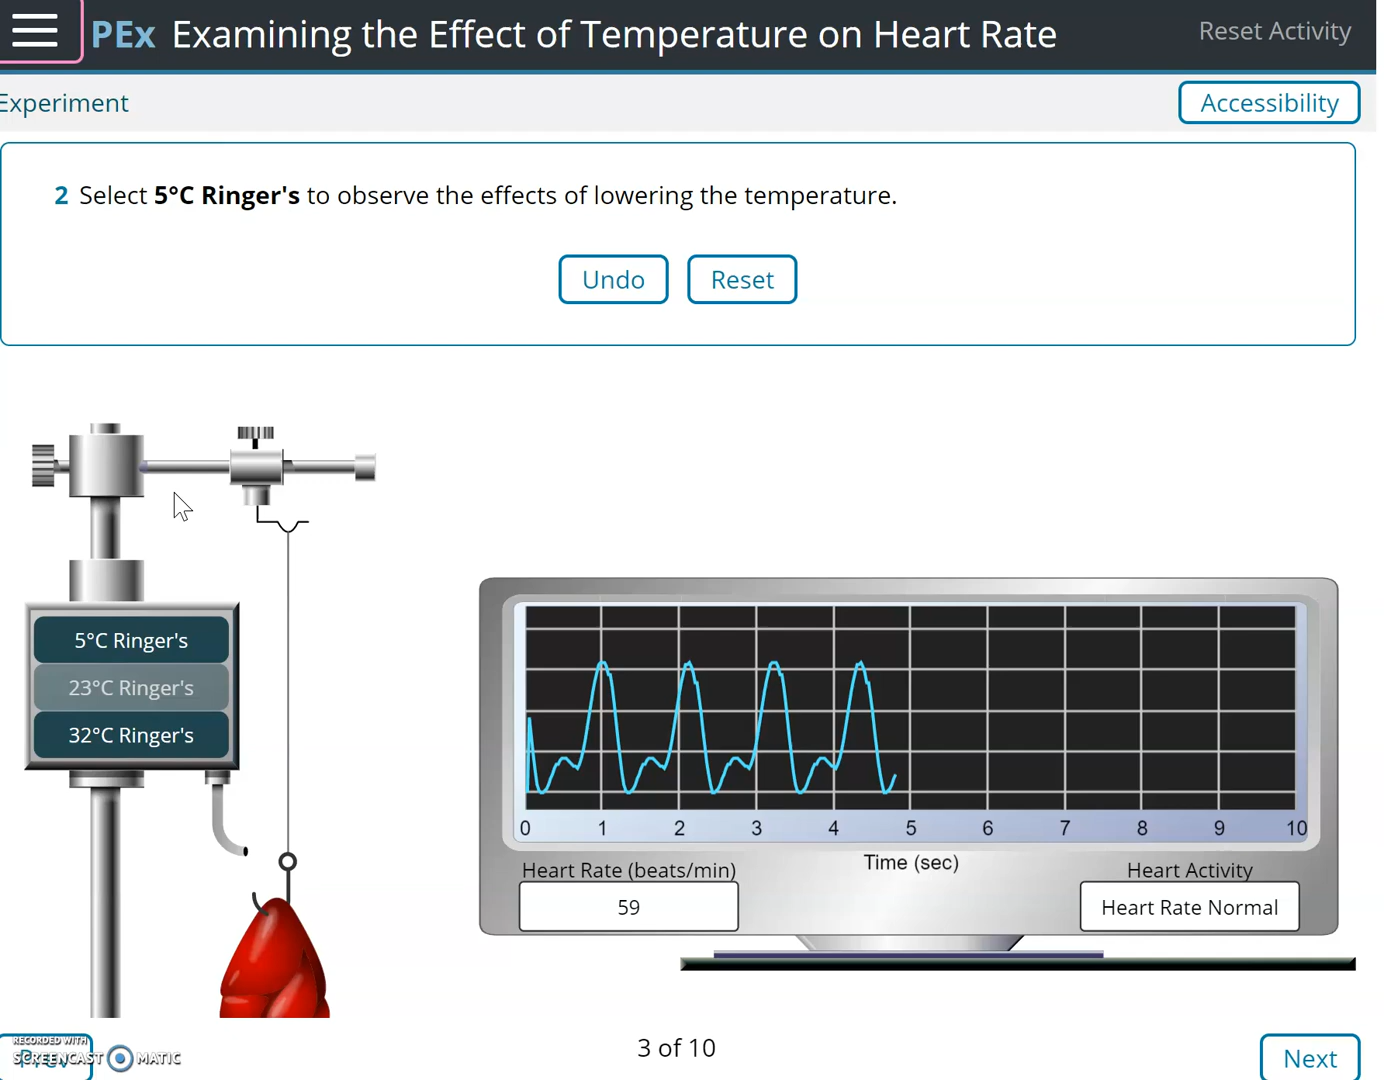 PEx Examining the Effect of Temperature on Heart Rate
Reset Activity
Experiment
Accessibility
2 Select 5°C Ringer's to observe the effects of lowering the temperature.
Undo
Reset
5°C Ringer's
23°C Ringer's
32°C Ringer's
0 1 2 3 4 5 6 7 8 9 10
Time (sec)
Heart Rate (beats/min)
59
Heart Activity
Heart Rate Normal
Prev
RECORDED WITH
SCREENCAST MATIC
3 of 10
Next